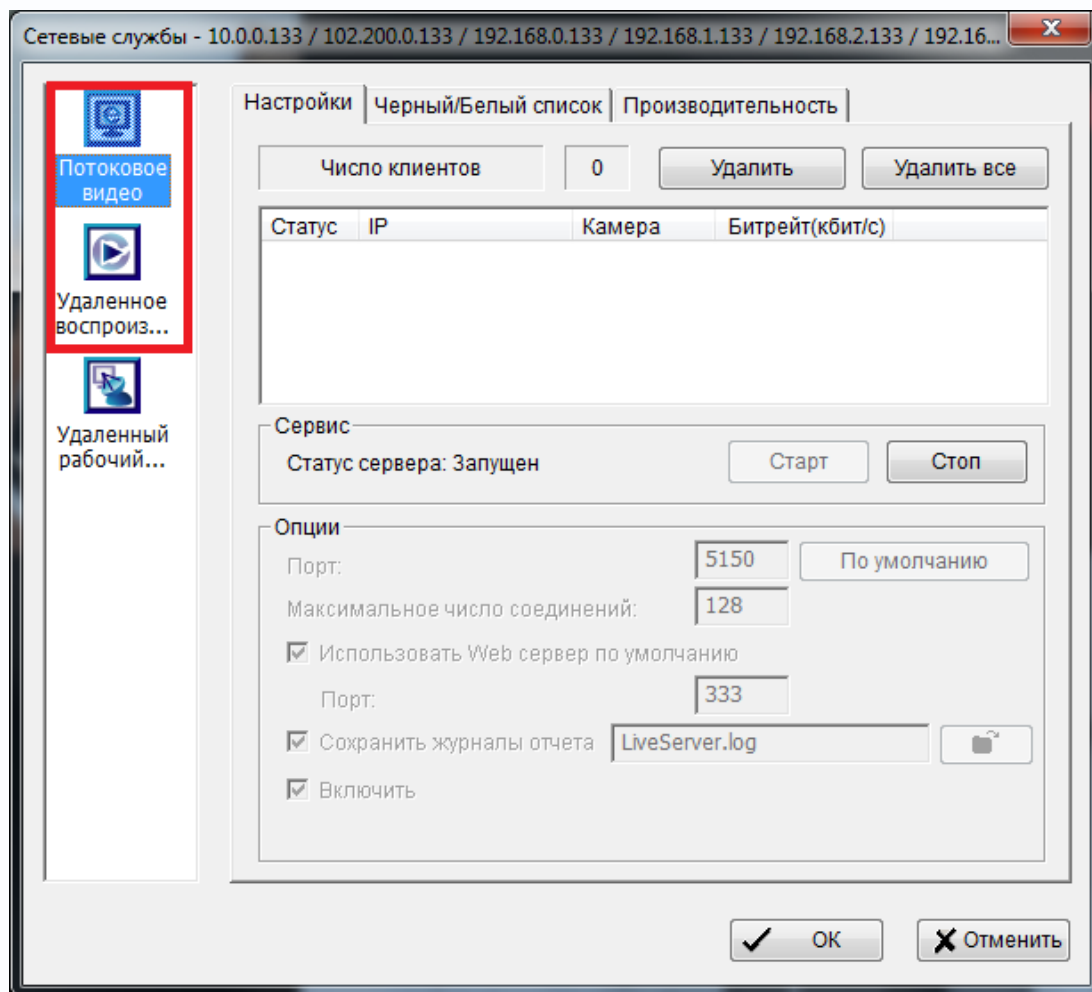 Сетевые службы - 10.0.0.133 / 102.200.0.133 / 192.168.0.133 / 192.168.1.133 / 192.168.2.133 / 192.16...
Потоковое
видео
Удаленное
воспроиз...
Удаленный
рабочий...
Настройки
Черный/Белый список
Производительность
Число клиентов
0
Удалить
Удалить все
Статус IP Камера Битрейт(кбит/с)
Сервис
Статус сервера: Запущен
Старт
Стоп
Опции
Порт: 5150 По умолчанию
Максимальное число соединений: 128
Использовать Web сервер по умолчанию
Порт: 333
Сохранить журналы отчета LiveServer.log
Включить
ОК
Отменить